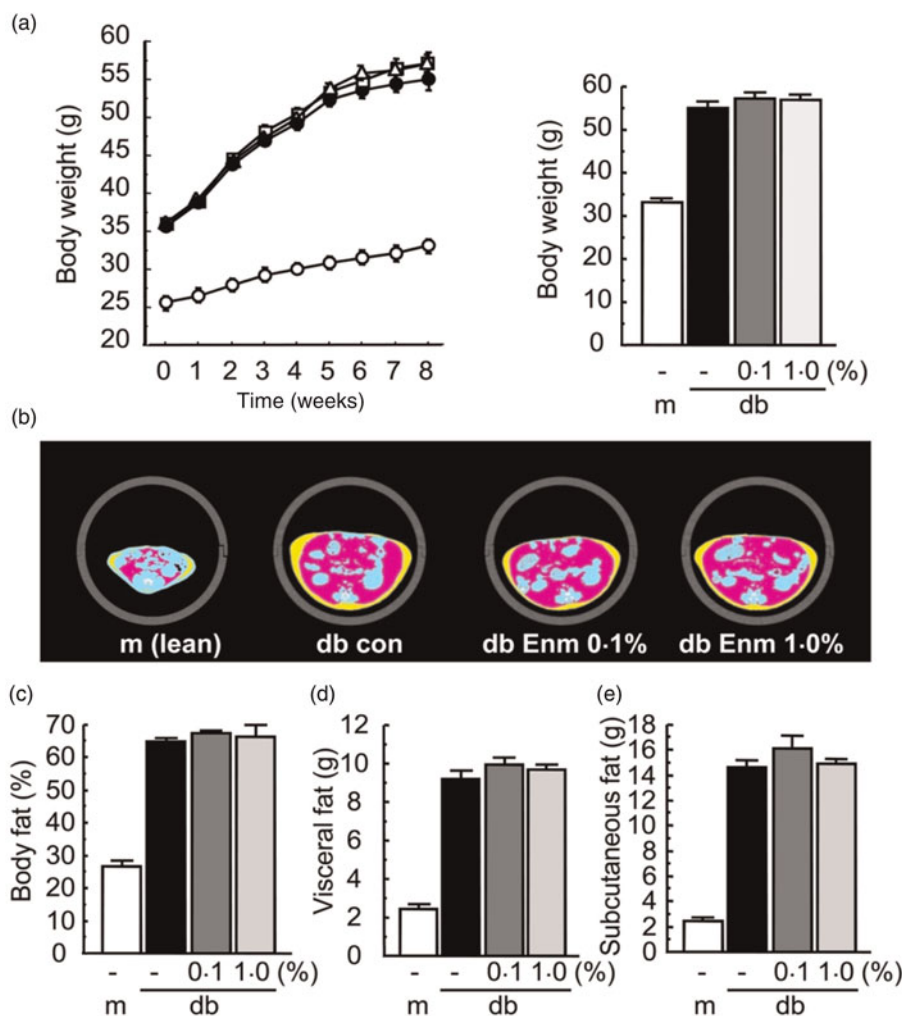 (a)
Body weight (g)
60
55
50
45
40
35
30
25
20
0 1 2 3 4 5 6 7 8
Time (weeks)
Body weight (g)
60
50
40
30
20
10
0
- - 0·1 1·0 (%)
m db
(b)
m (lean) db con db Enm 0·1% db Enm 1·0%
(c)
Body fat (%)
70
60
50
40
30
20
10
0
- - 0·1 1·0 (%)
m db
(d)
Visceral fat (g)
12
10
8
6
4
2
0
- - 0·1 1·0 (%)
m db
(e)
Subcutaneous fat (g)
18
16
14
12
10
8
6
4
2
0
- - 0·1 1·0 (%)
m db